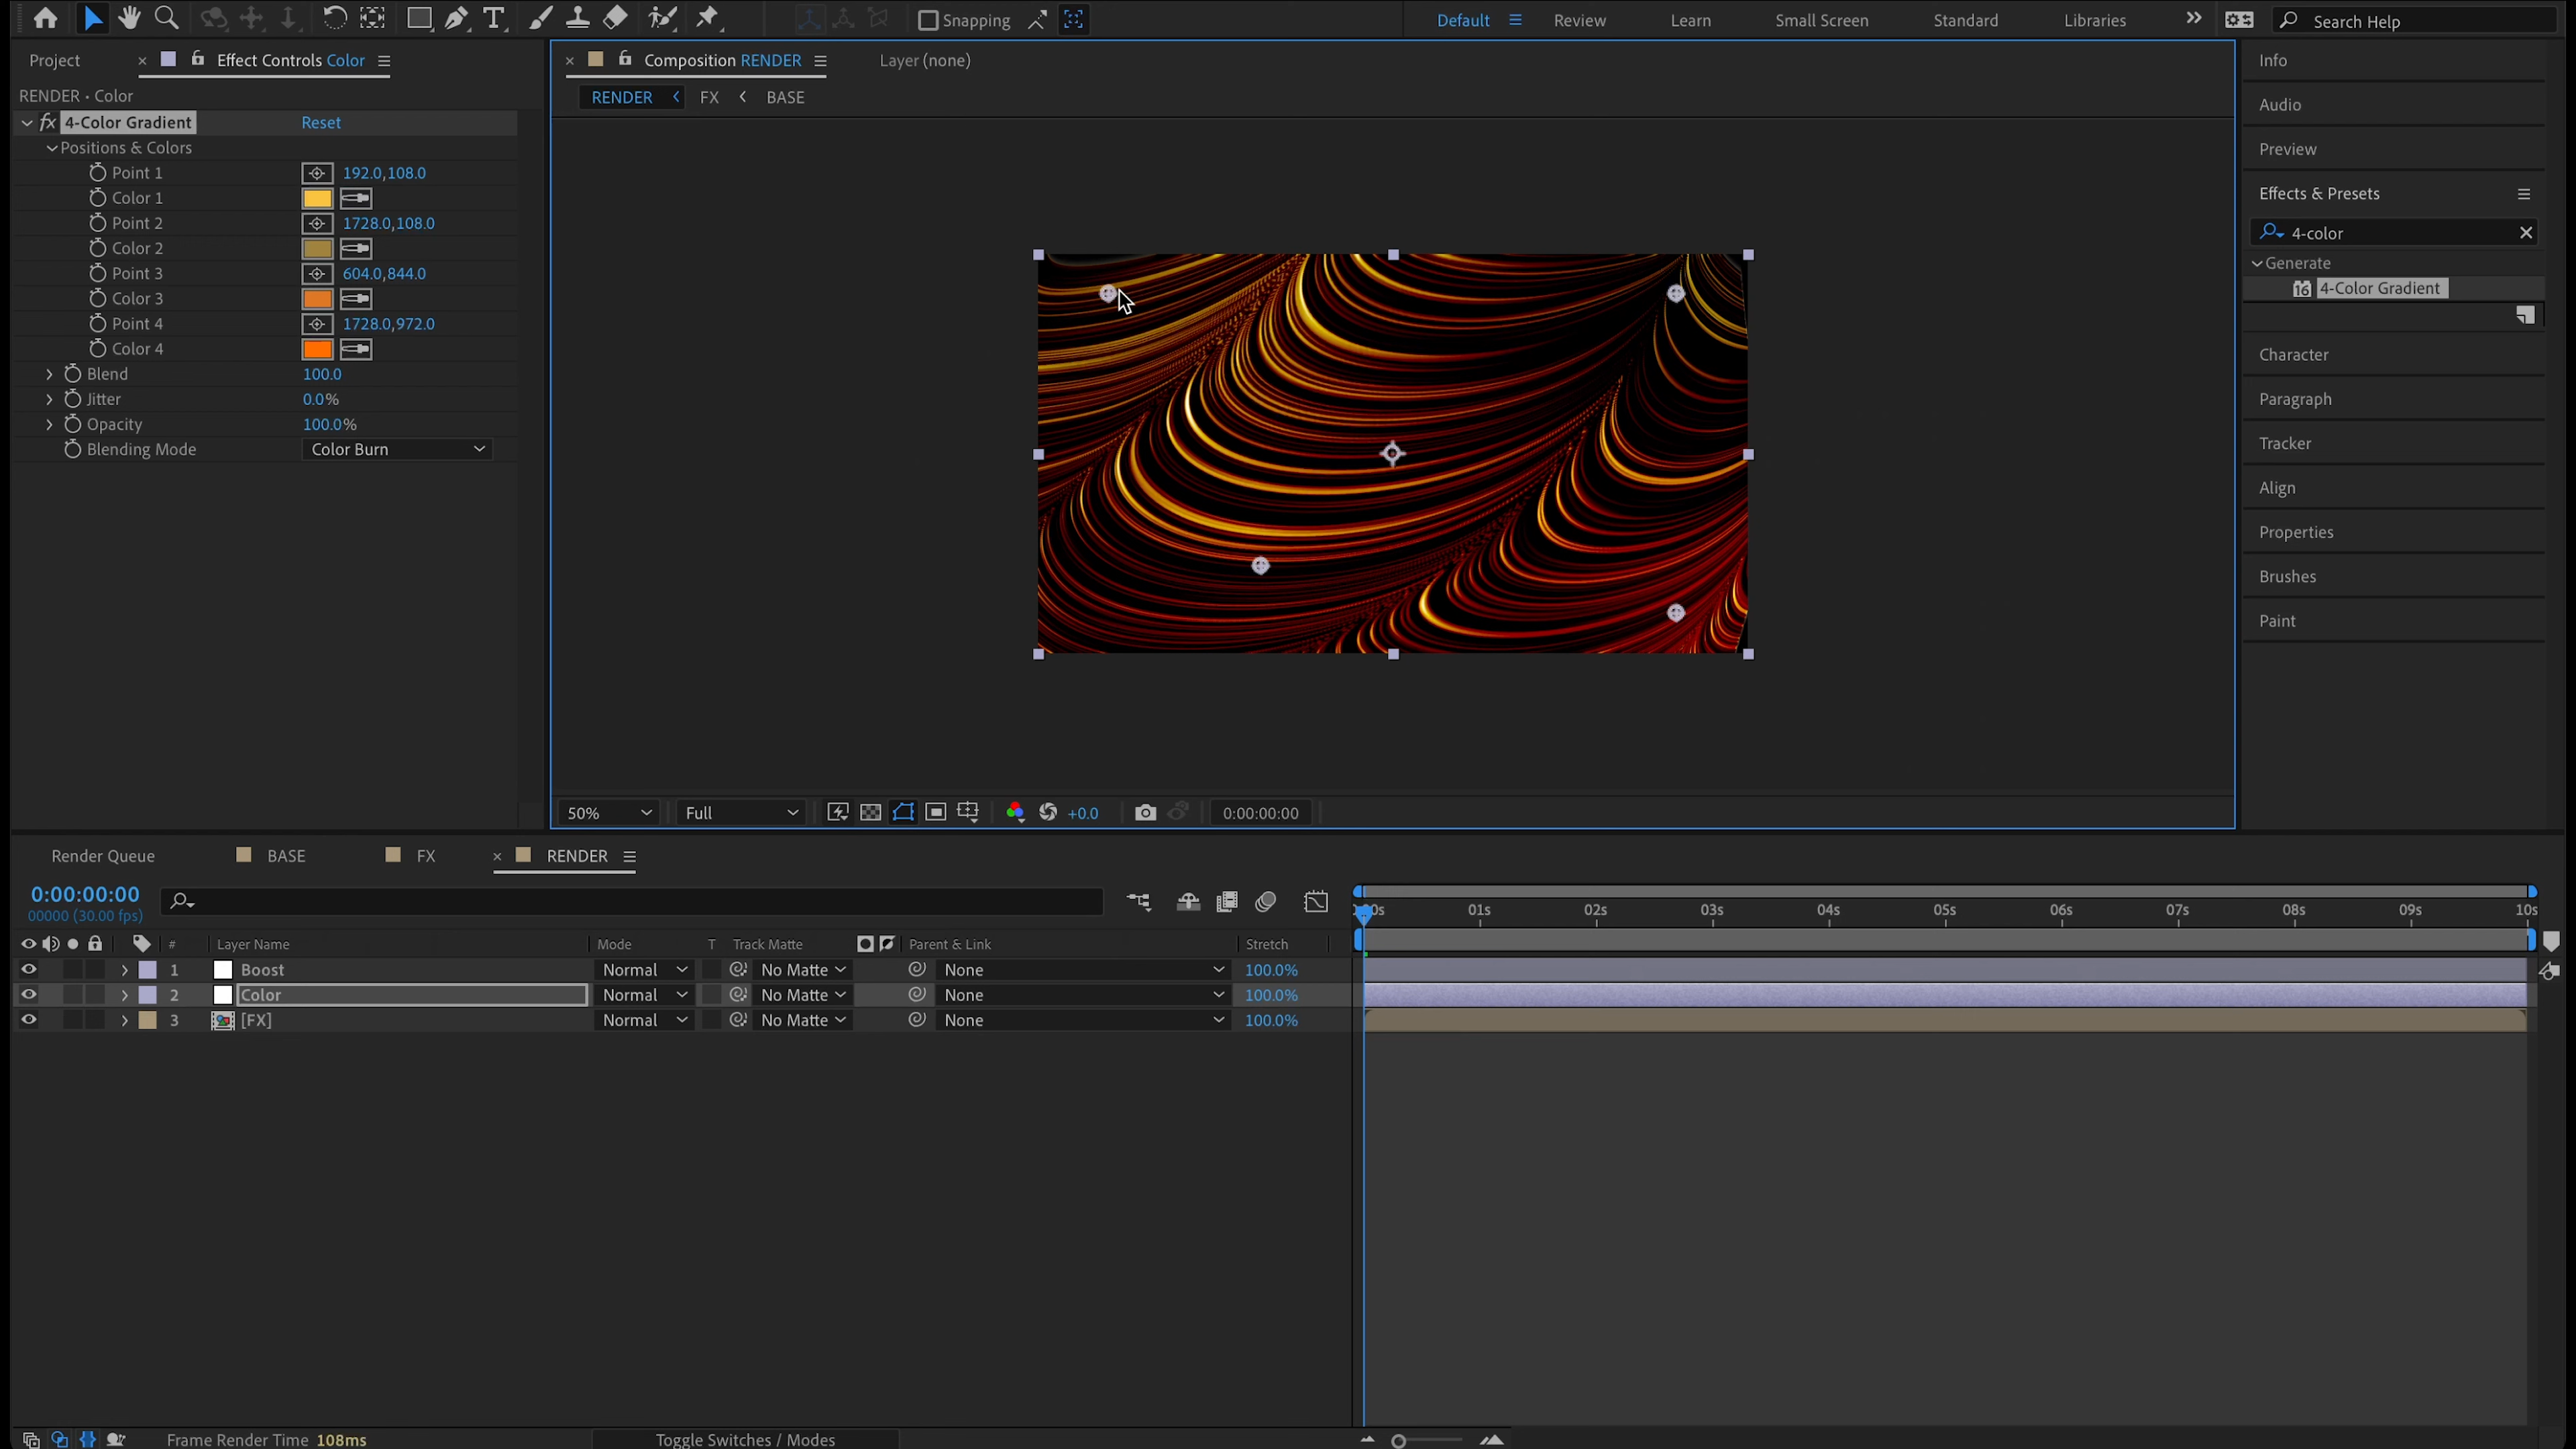 Snapping
Default
Review
Learn
Small Screen
Standard
Libraries
Search Help
Project
Effect Controls Color
RENDER • Color
fx 4-Color Gradient Reset
Positions & Colors
Point 1 192.0,108.0
Color 1
Point 2 1728.0,108.0
Color 2
Point 3 604.0,844.0
Color 3
Point 4 1728.0,972.0
Color 4
Blend 100.0
Jitter 0.0%
Opacity 100.0%
Blending Mode Color Burn
Composition RENDER
Layer (none)
RENDER FX BASE
50% Full +0.0 0:00:00:00
Info
Audio
Preview
Effects & Presets
4-color
Generate
16 4-Color Gradient
Character
Paragraph
Tracker
Align
Properties
Brushes
Paint
Render Queue BASE FX RENDER
0:00:00:00
00000 (30.00 fps)
01s 02s 03s 04s 05s 06s 07s 08s 09s 10s
# Layer Name Mode T Track Matte Parent & Link Stretch
1 Boost Normal No Matte None 100.0%
2 Color Normal No Matte None 100.0%
3 [FX] Normal No Matte None 100.0%
Frame Render Time 108ms
Toggle Switches / Modes